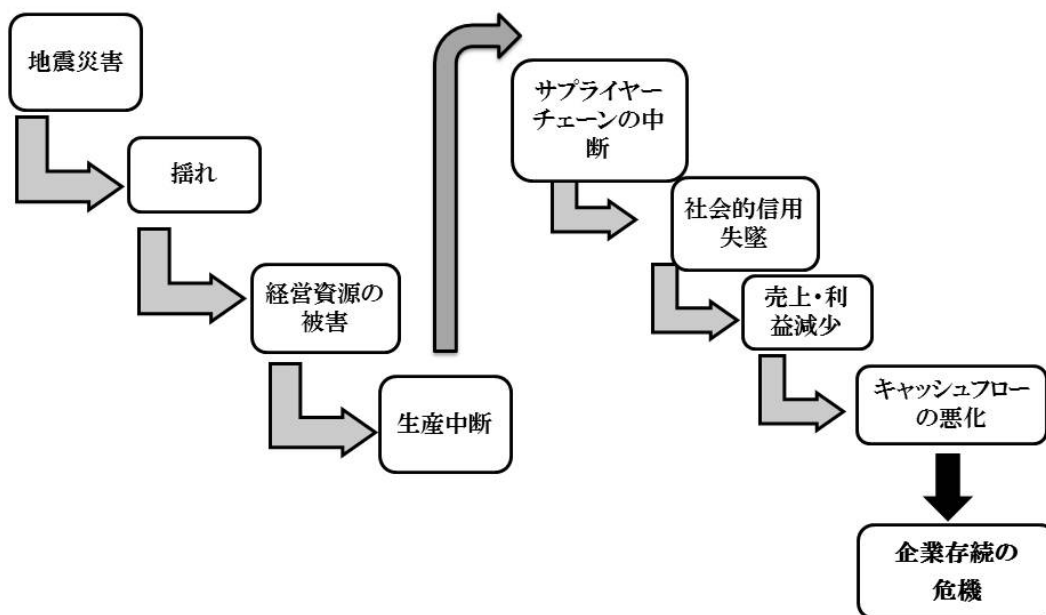 地震災害
揺れ
経営資源の
被害
生産中断
サプライヤー
チェーンの中
断
社会的信用
失墜
売上・利
益減少
キャッシュフロー
の悪化
企業存続の
危機